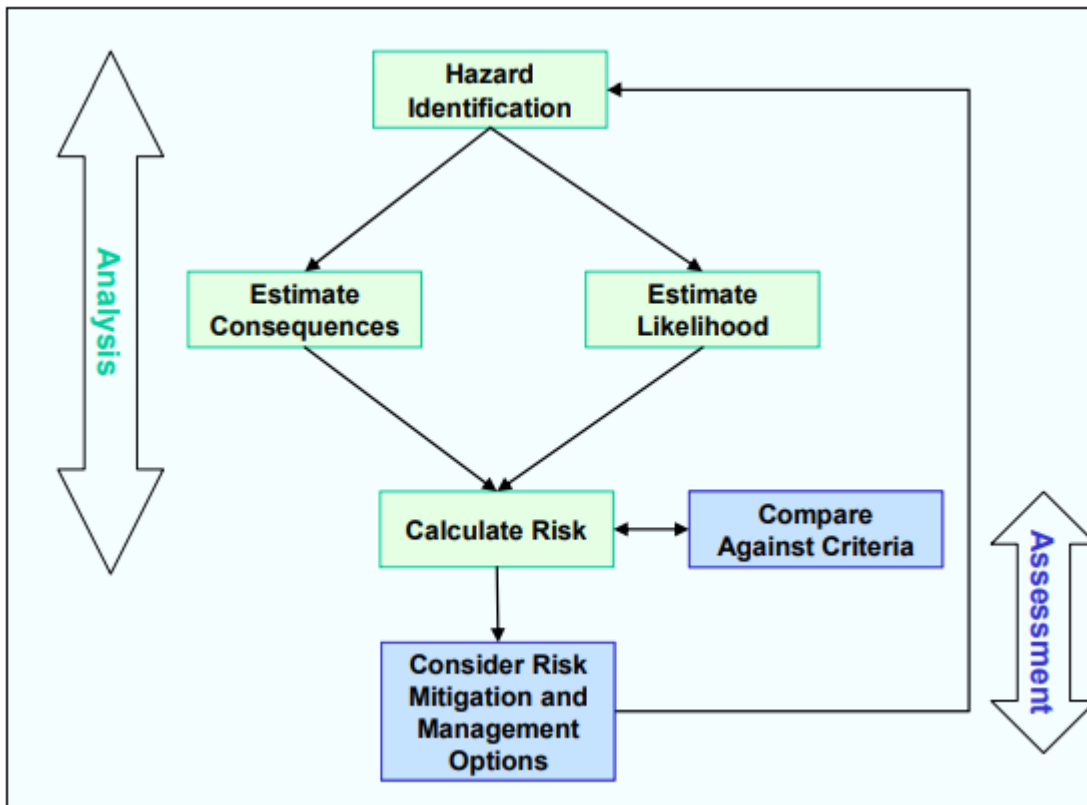 Hazard
Identification
Analysis
Estimate
Consequences
Estimate
Likelihood
Calculate Risk
Compare
Against Criteria
Assessment
Consider Risk
Mitigation and
Management
Options